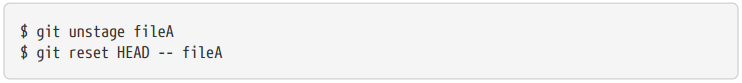 $ git unstage fileA
$ git reset HEAD -- fileA